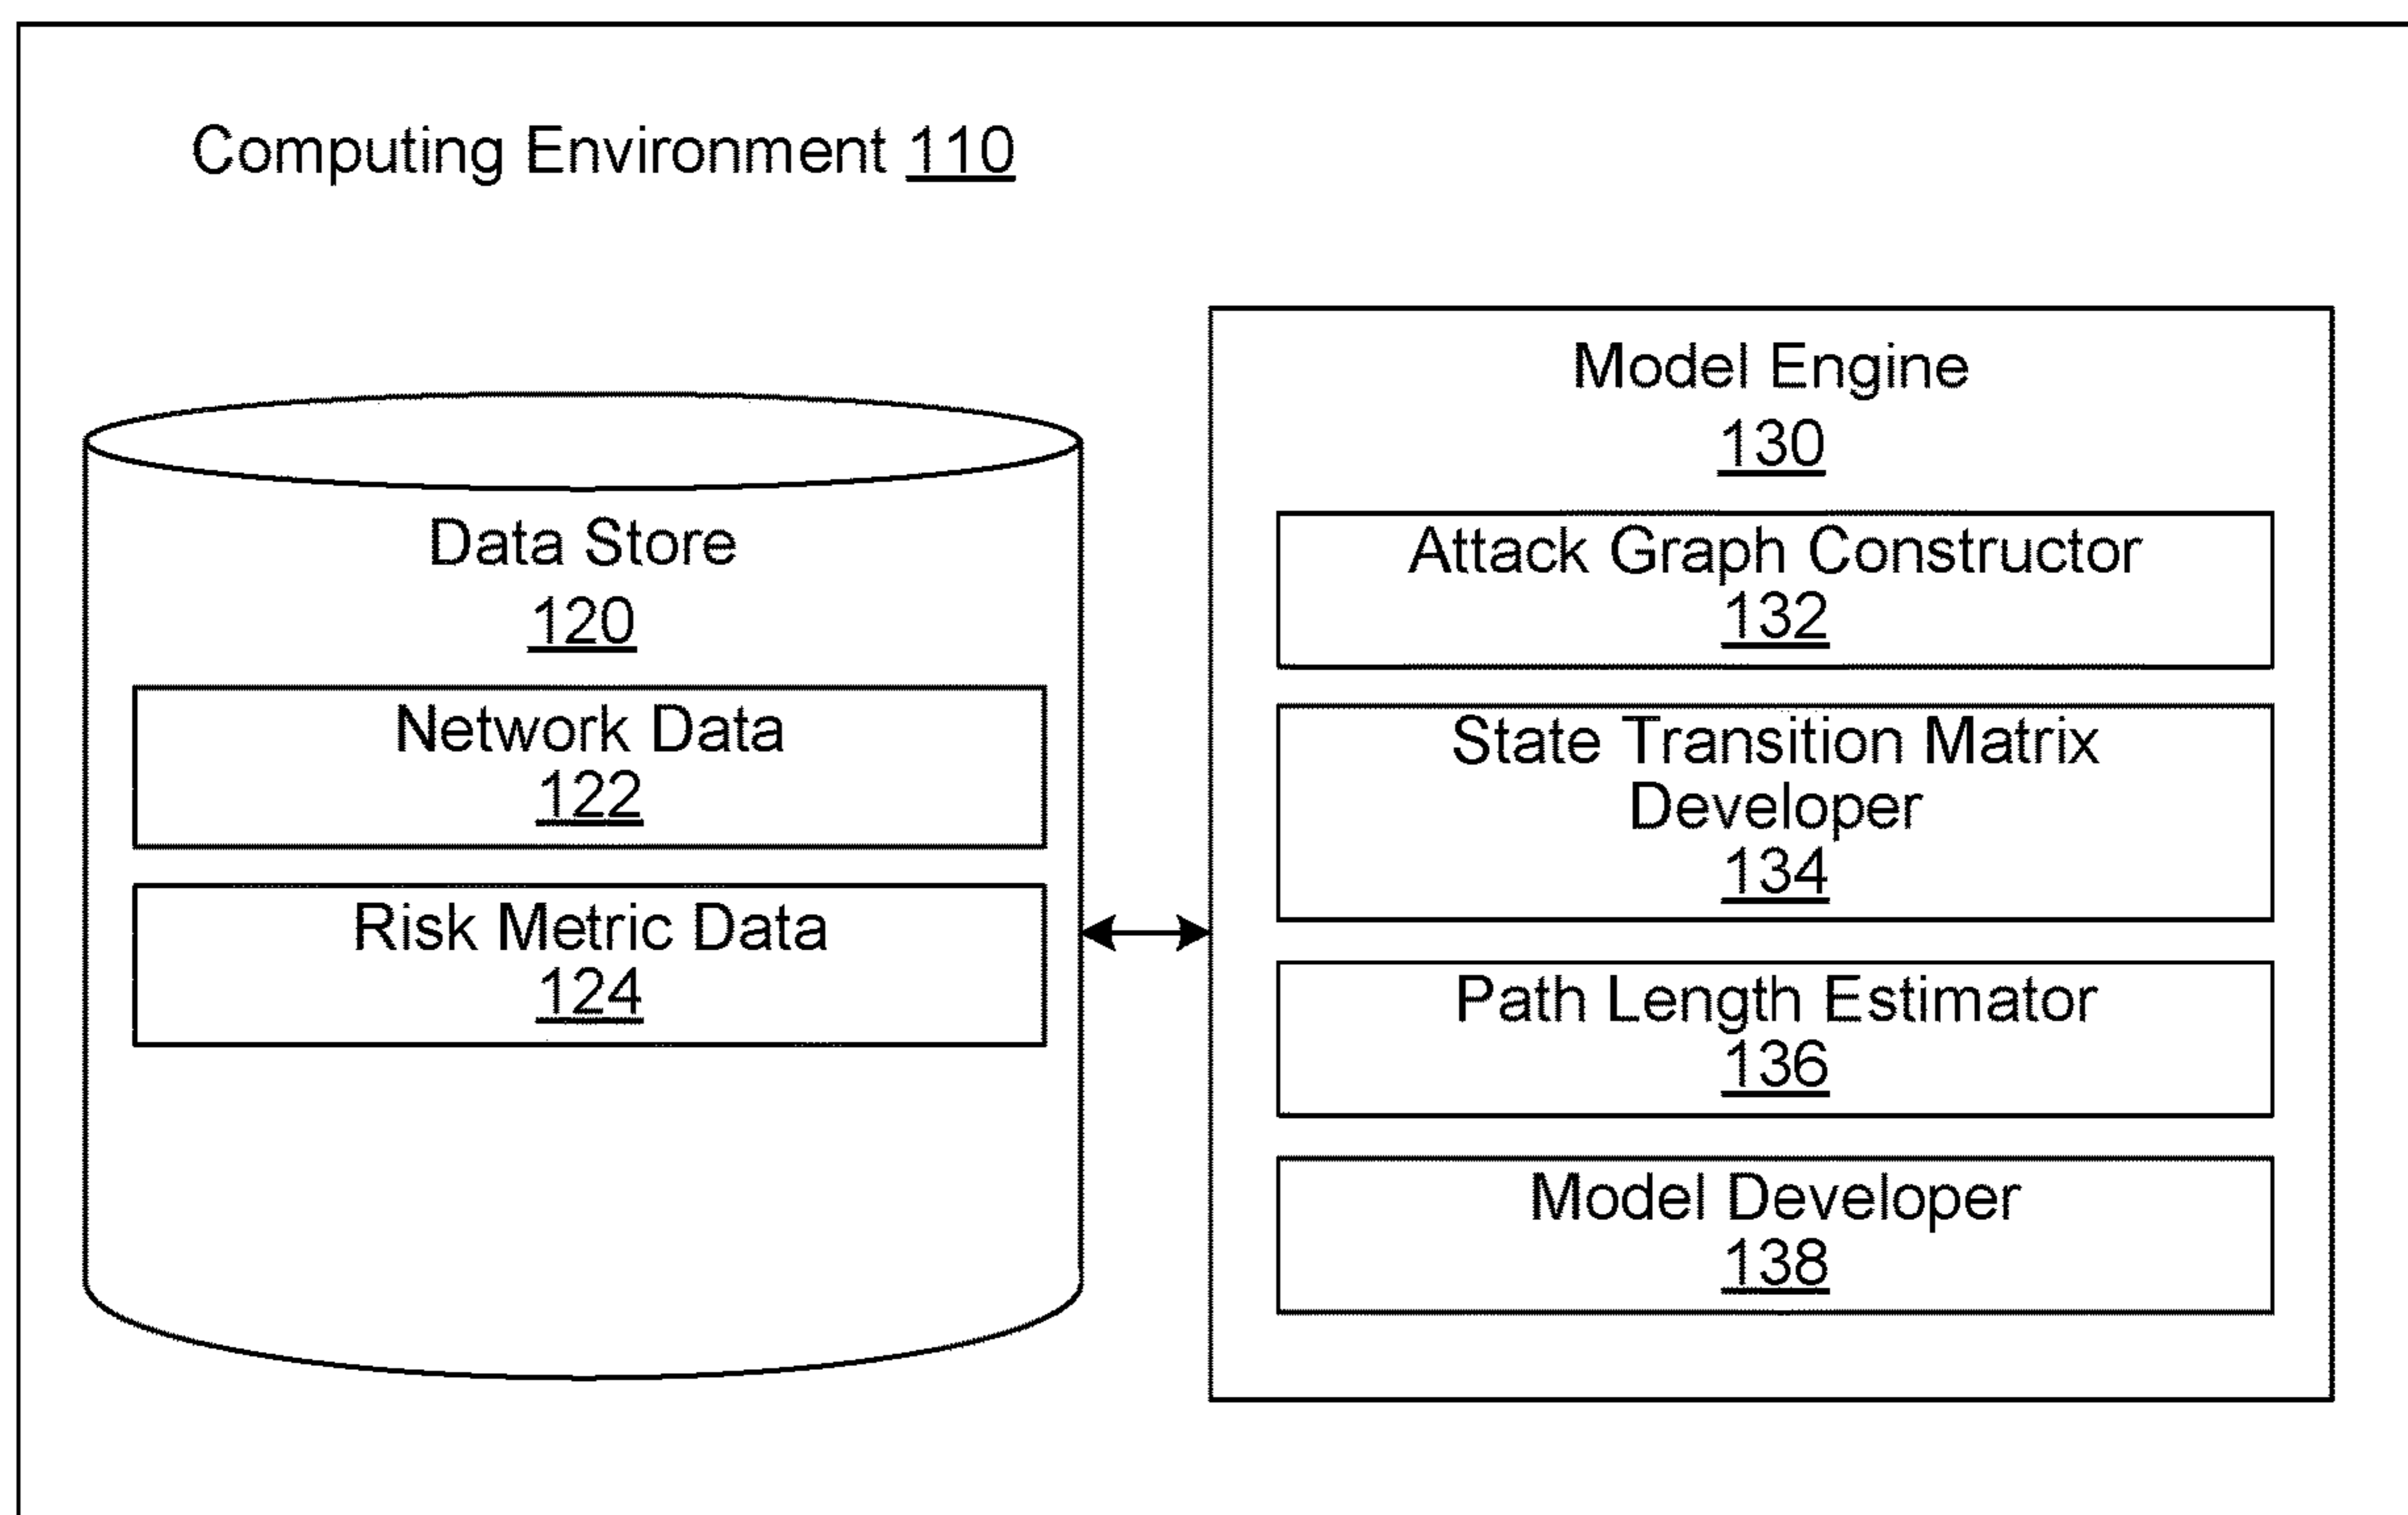 Computing Environment 110
Data Store
120
Network Data
122
Risk Metric Data
124
Model Engine
130
Attack Graph Constructor
132
State Transition Matrix
Developer
134
Path Length Estimator
136
Model Developer
138